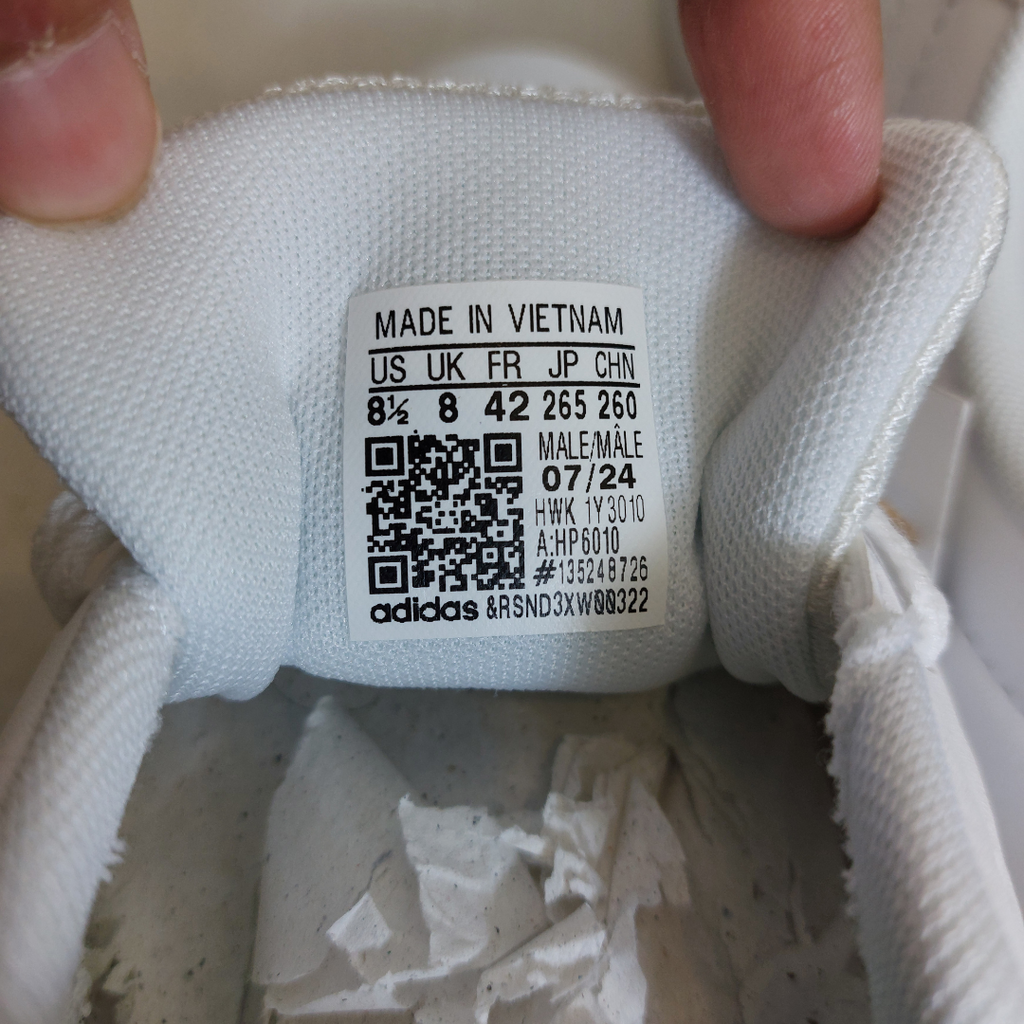 MADE IN VIETNAM
US UK FR JP CHN
8½ 8 42 265 260
MALE/MÂLE
07/24
HWK 1Y3010
A:HP6010
#135248726
adidas &RSND3XW00322